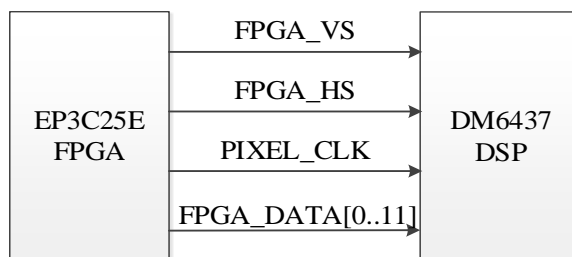 EP3C25E
FPGA
FPGA_VS
FPGA_HS
PIXEL_CLK
FPGA_DATA[0..11]
DM6437
DSP